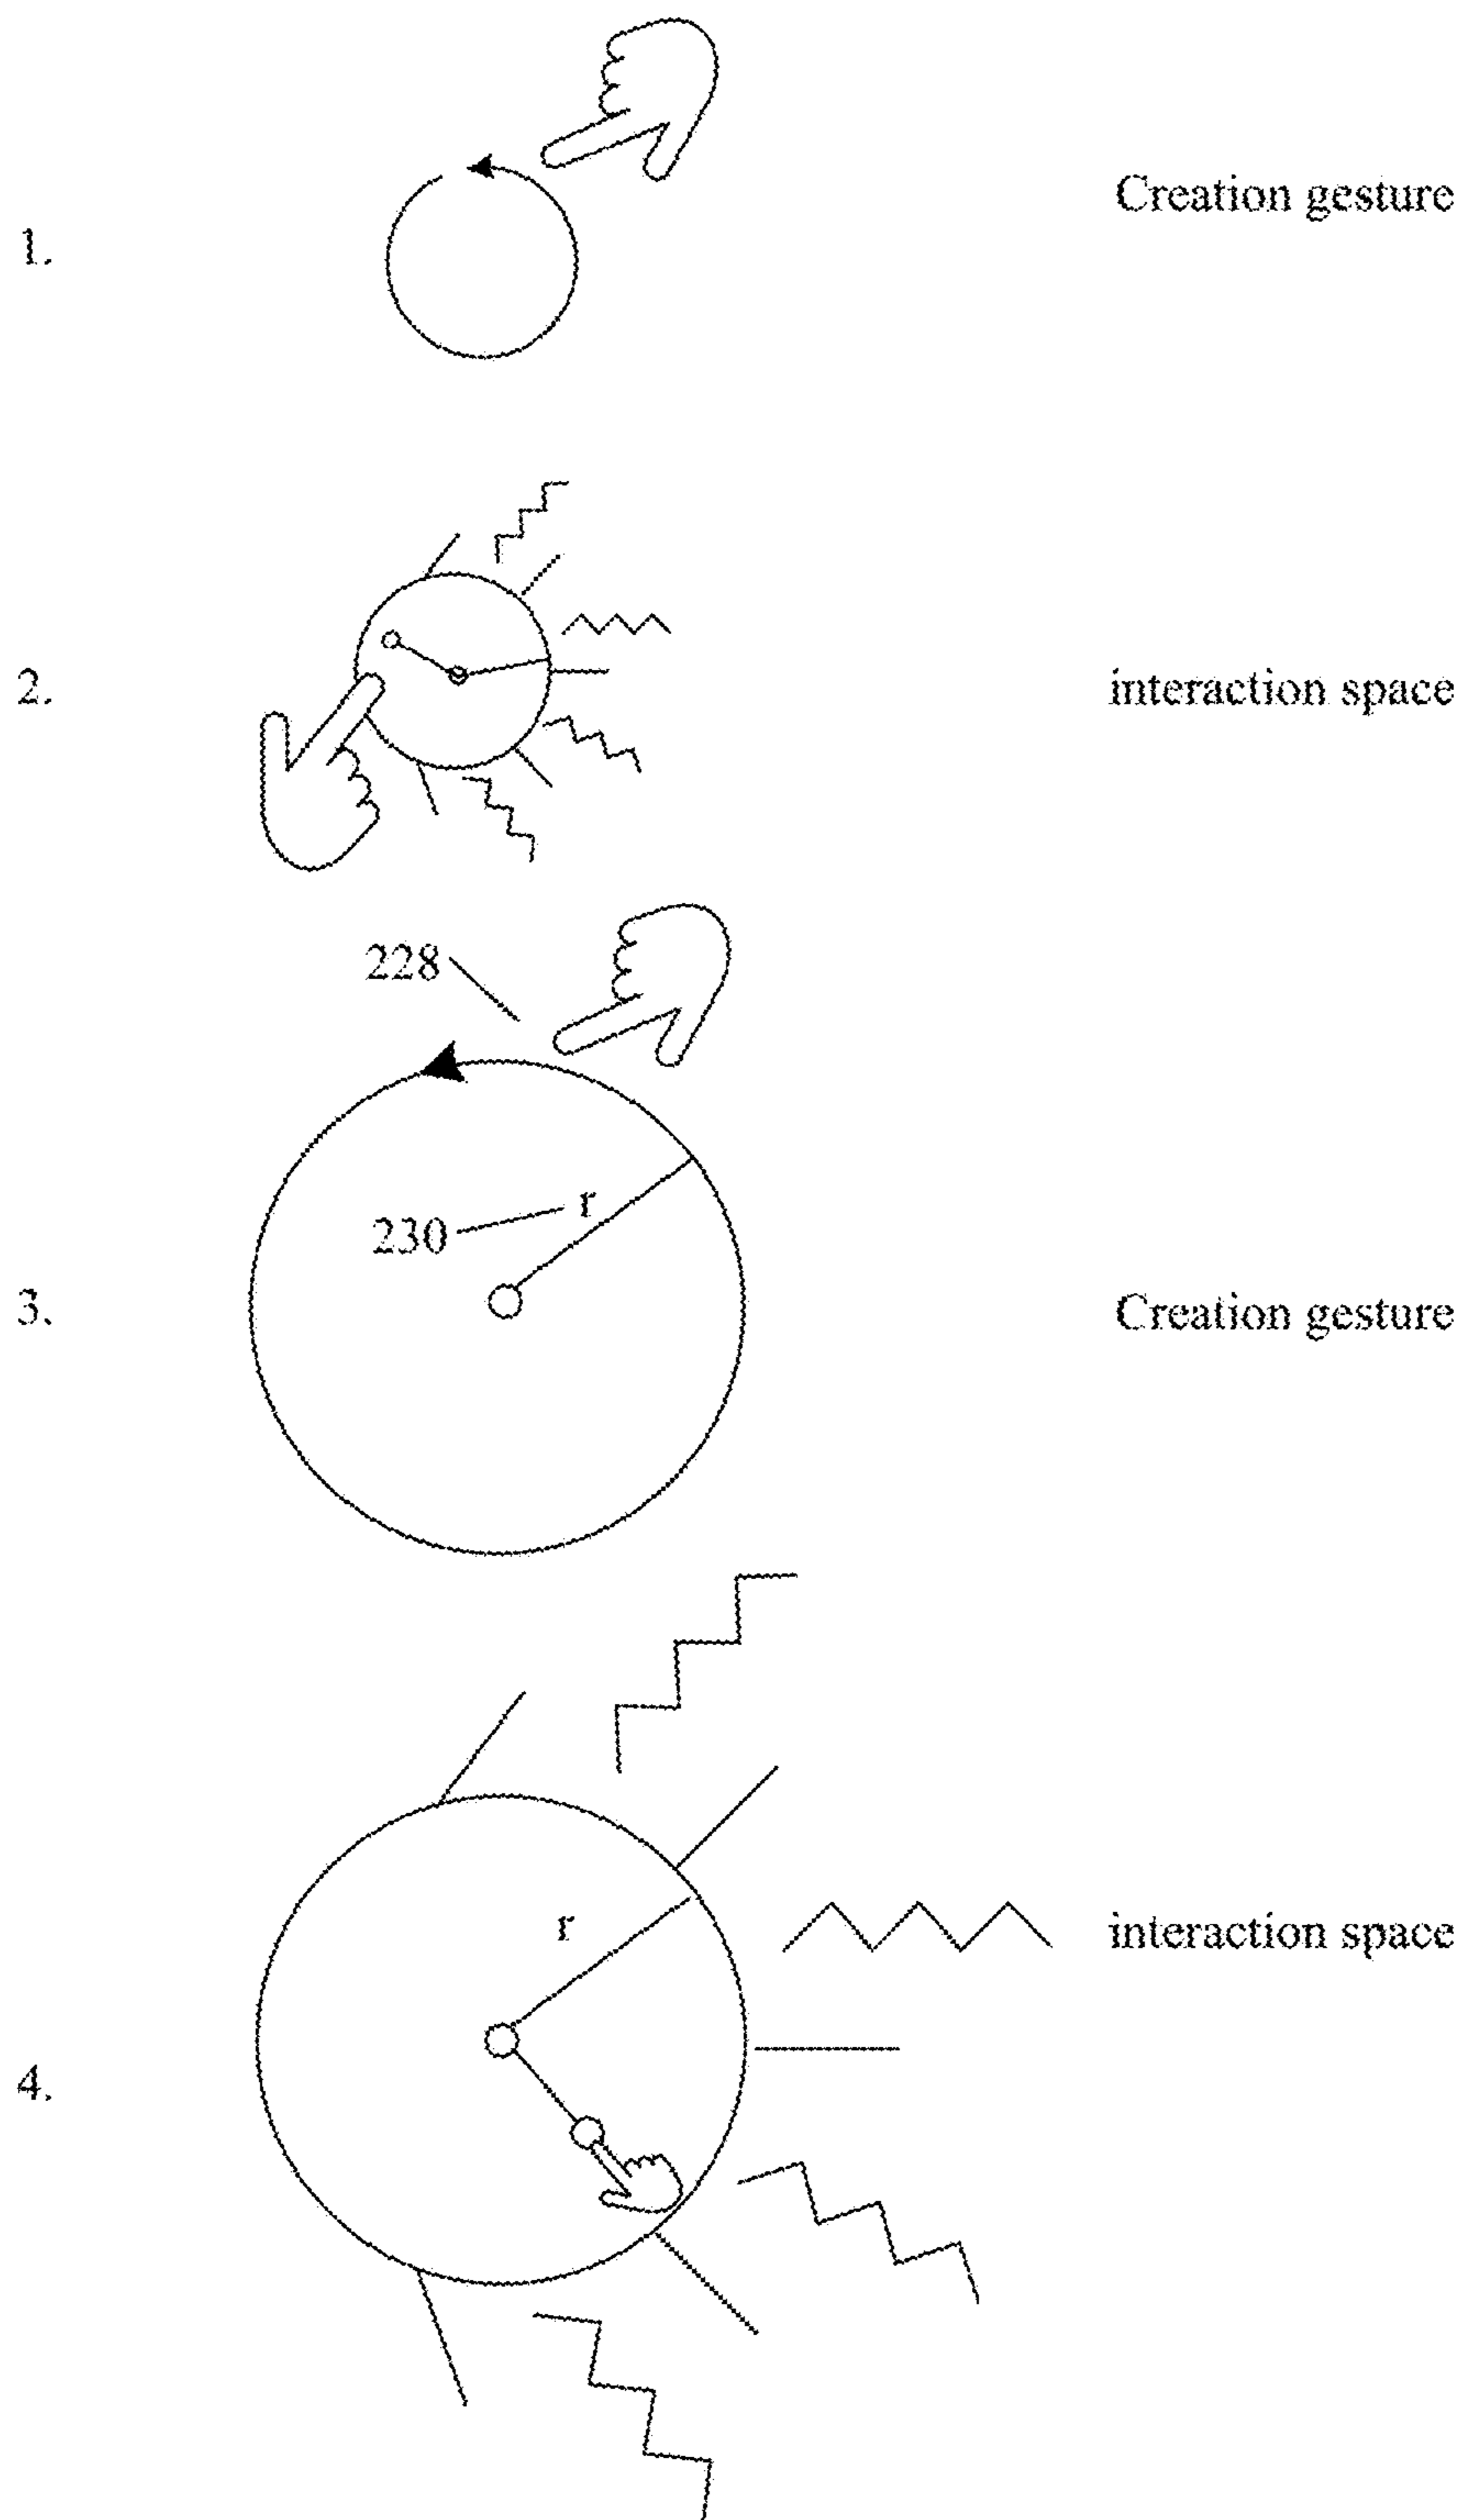 Creation gesture
1.
2.
interaction space
228
230
r
3.
Creation gesture
r
interaction space
4.